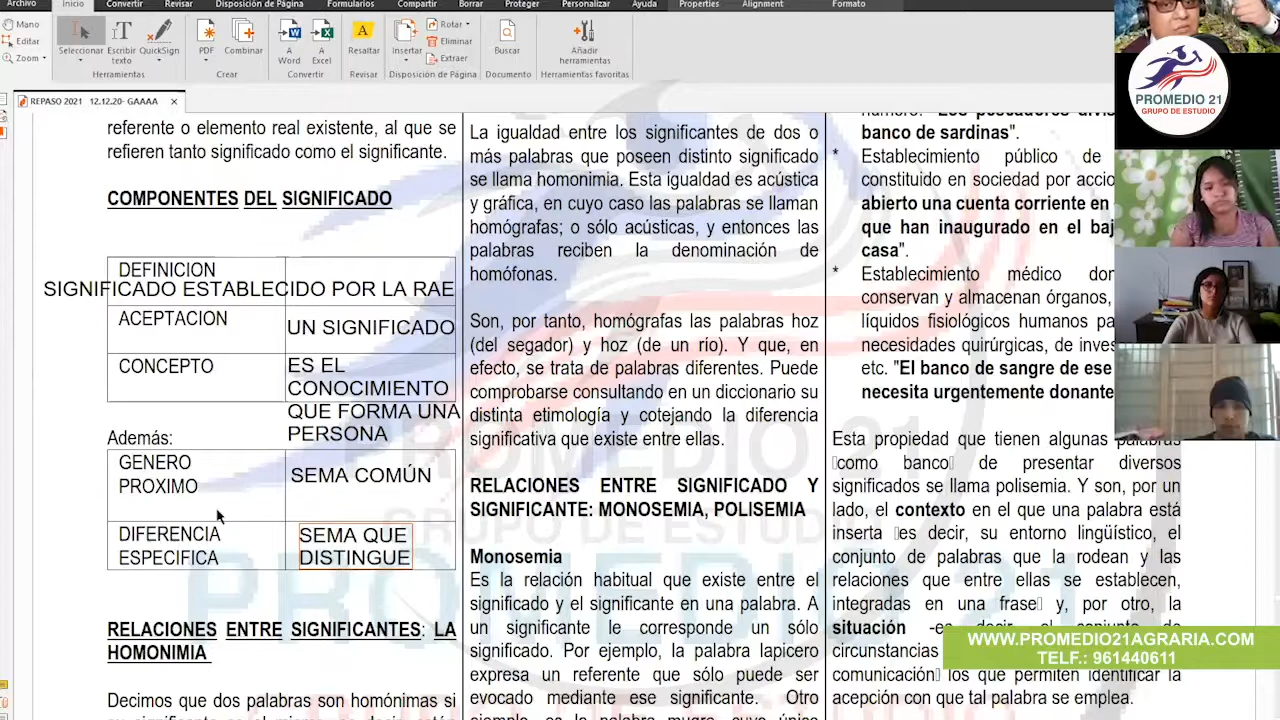 Archivo Inicio Convertir Revisar Disposición de Página Formularios Compartir Borrar Proteger Personalizar Ayuda Properties Alignment Formato
Mano
Editar
Zoom
Seleccionar
Escribir texto
QuickSign
Herramientas
PDF
Combinar
Crear
A Word
A Excel
Convertir
Resaltar
Revisar
Insertar
Rotar
Eliminar
Extraer
Disposición de Página
Buscar
Documento
Añadir herramientas
Herramientas favoritas
REPASO 2021 12.12.20- GAAAA
referente o elemento real existente, al que se
refieren tanto significado como el significante.
COMPONENTES DEL SIGNIFICADO
DEFINICION
SIGNIFICADO ESTABLECIDO POR LA RAE
ACEPTACION
UN SIGNIFICADO
CONCEPTO
ES EL
CONOCIMIENTO
QUE FORMA UNA
PERSONA
Además:
GENERO
PROXIMO
SEMA COMÚN
DIFERENCIA
ESPECIFICA
SEMA QUE
DISTINGUE
RELACIONES ENTRE SIGNIFICANTES: LA
HOMONIMIA
Decimos que dos palabras son homónimas si
La igualdad entre los significantes de dos o
más palabras que poseen distinto significado
se llama homonimia. Esta igualdad es acústica
y gráfica, en cuyo caso las palabras se llaman
homógrafas; o sólo acústicas, y entonces las
palabras reciben la denominación de
homófonas.
Son, por tanto, homógrafas las palabras hoz
(del segador) y hoz (de un río). Y que, en
efecto, se trata de palabras diferentes. Puede
comprobarse consultando en un diccionario su
distinta etimología y cotejando la diferencia
significativa que existe entre ellas.
RELACIONES ENTRE SIGNIFICADO Y
SIGNIFICANTE: MONOSEMIA, POLISEMIA
Monosemia
Es la relación habitual que existe entre el
significado y el significante en una palabra. A
un significante le corresponde un sólo
significado. Por ejemplo, la palabra lapicero
expresa un referente que sólo puede ser
evocado mediante ese significante. Otro
banco de sardinas".
* Establecimiento público de
constituido en sociedad por
abierto una cuenta corriente en
que han inaugurado en el
casa".
* Establecimiento médico
conservan y almacenan órganos,
líquidos fisiológicos humanos
necesidades quirúrgicas, de
etc. "El banco de sangre de ese
necesita urgentemente
Esta propiedad que tienen algunas palabras
como banco de presentar diversos
significados se llama polisemia. Y son, por un
lado, el contexto en el que una palabra está
inserta es decir, su entorno lingüístico, el
conjunto de palabras que la rodean y las
relaciones que entre ellas se establecen,
integradas en una frase y, por otro, la
situación
circunstancias
comunicación los que permiten identificar la
acepción con que tal palabra se emplea.
PROMEDIO 21
GRUPO DE ESTUDIO
WWW.PROMEDIO21AGRARIA.COM
TELF.: 961440611
PROMEDIO 21
GRUPO DE ESTUDIO
PROMEDIO 21